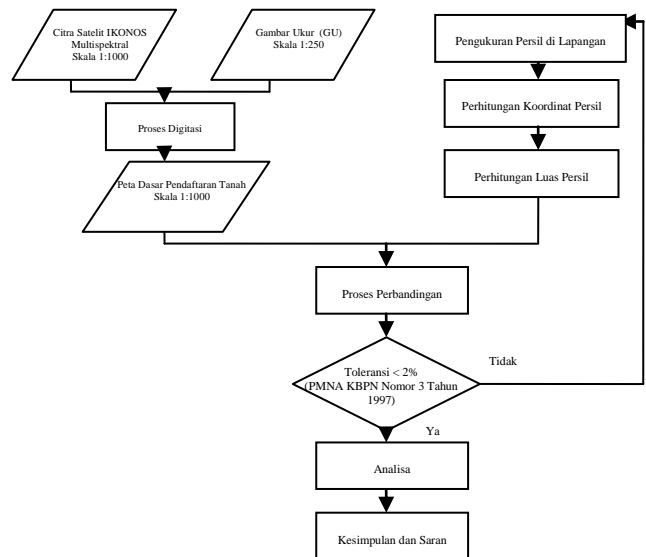 Citra Satelit IKONOS
Multispektral
Skala 1:1000
Gambar Ukur (GU)
Skala 1:250
Pengukuran Persil di Lapangan
Proses Digitasi
Perhitungan Koordinat Persil
Peta Dasar Pendaftaran Tanah
Skala 1:1000
Perhitungan Luas Persil
Proses Perbandingan
Toleransi < 2%
(PMNA KBPN Nomor 3 Tahun
1997)
Tidak
Ya
Analisa
Kesimpulan dan Saran